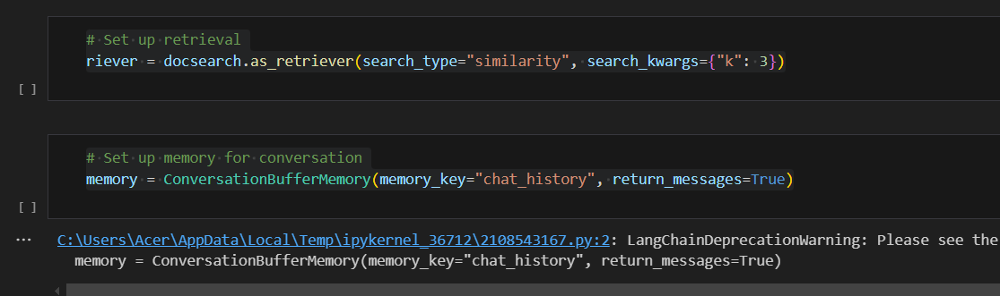 # Set up retrieval
riever = docsearch.as_retriever(search_type="similarity", search_kwargs={"k": 3})
[ ]
# Set up memory for conversation
memory = ConversationBufferMemory(memory_key="chat_history", return_messages=True)
[ ]
... C:\Users\Acer\AppData\Local\Temp\ipykernel_36712\2108543167.py:2: LangChainDeprecationWarning: Please see the
memory = ConversationBufferMemory(memory_key="chat_history", return_messages=True)